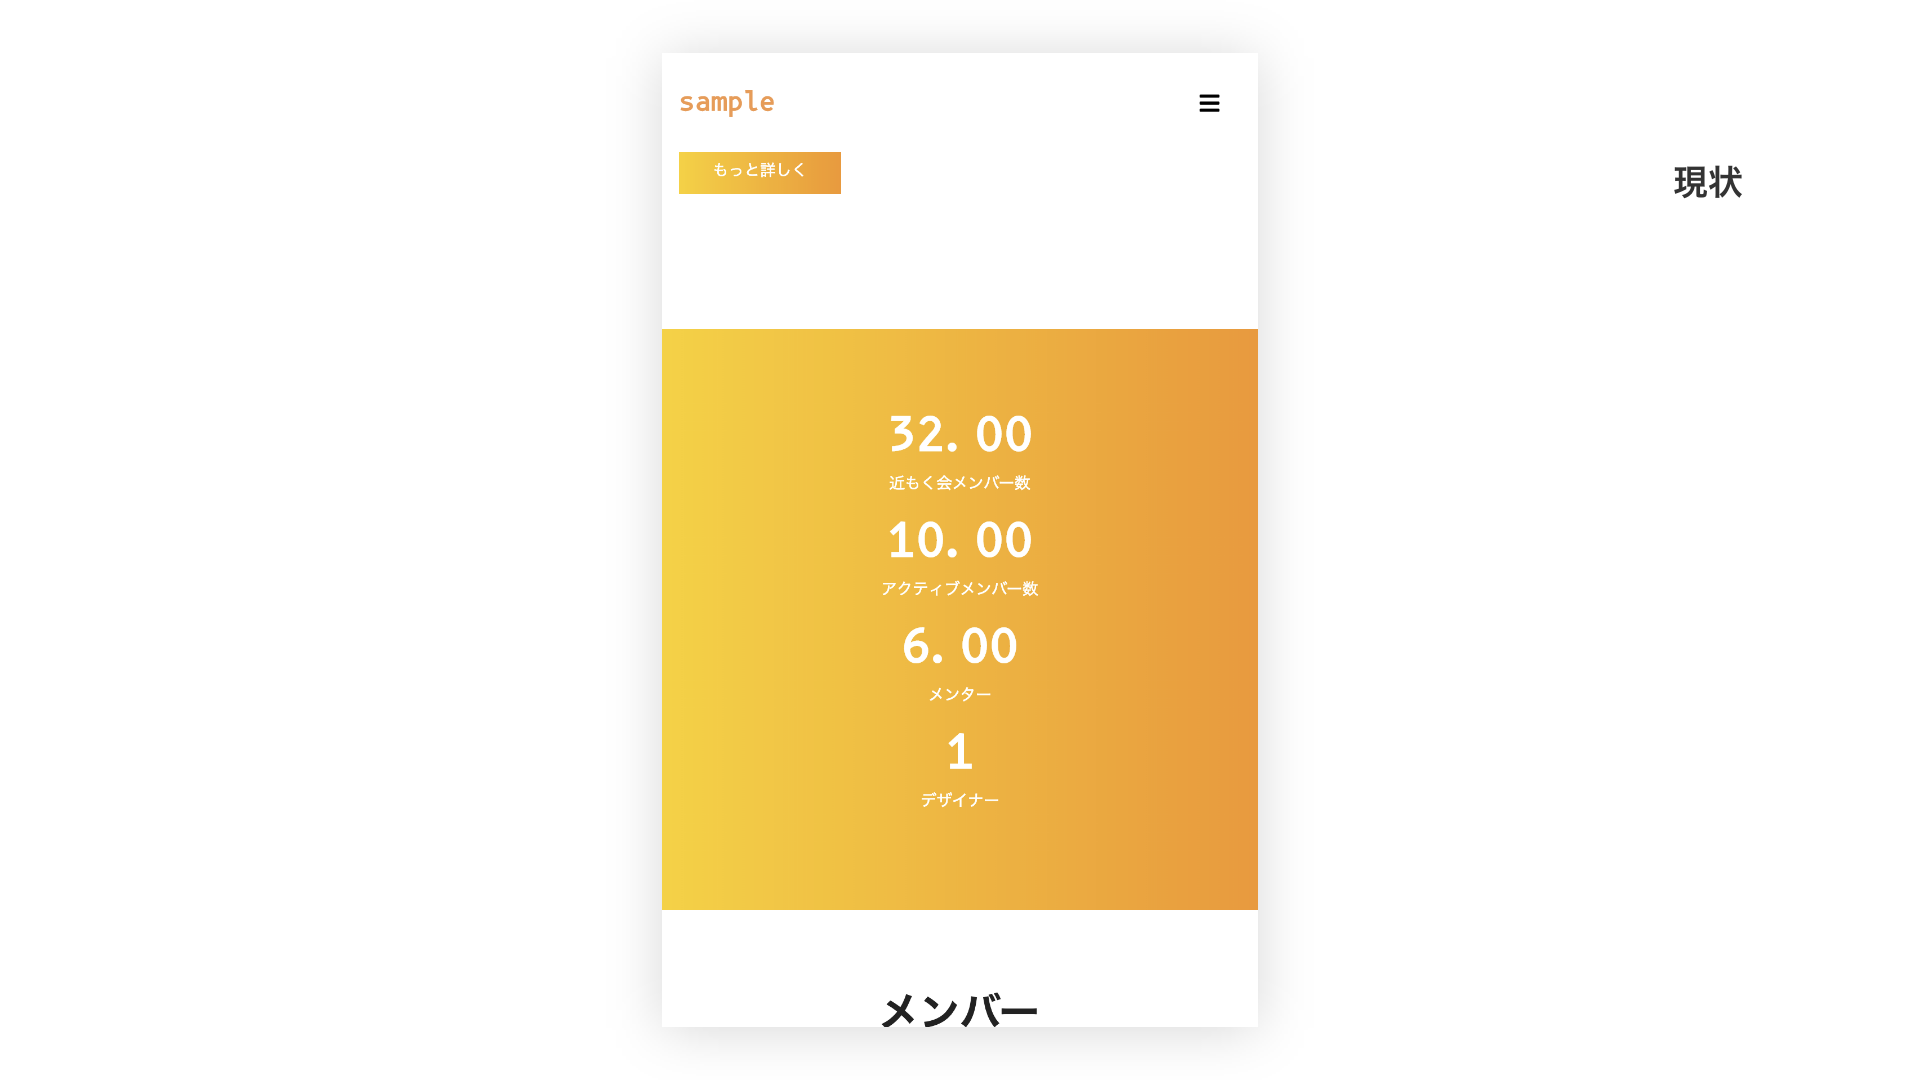 sample
もっと詳しく
現状
32. 00
近もく会メンバー数
10. 00
アクティブメンバー数
6. 00
メンター
1
デザイナー
メンバー